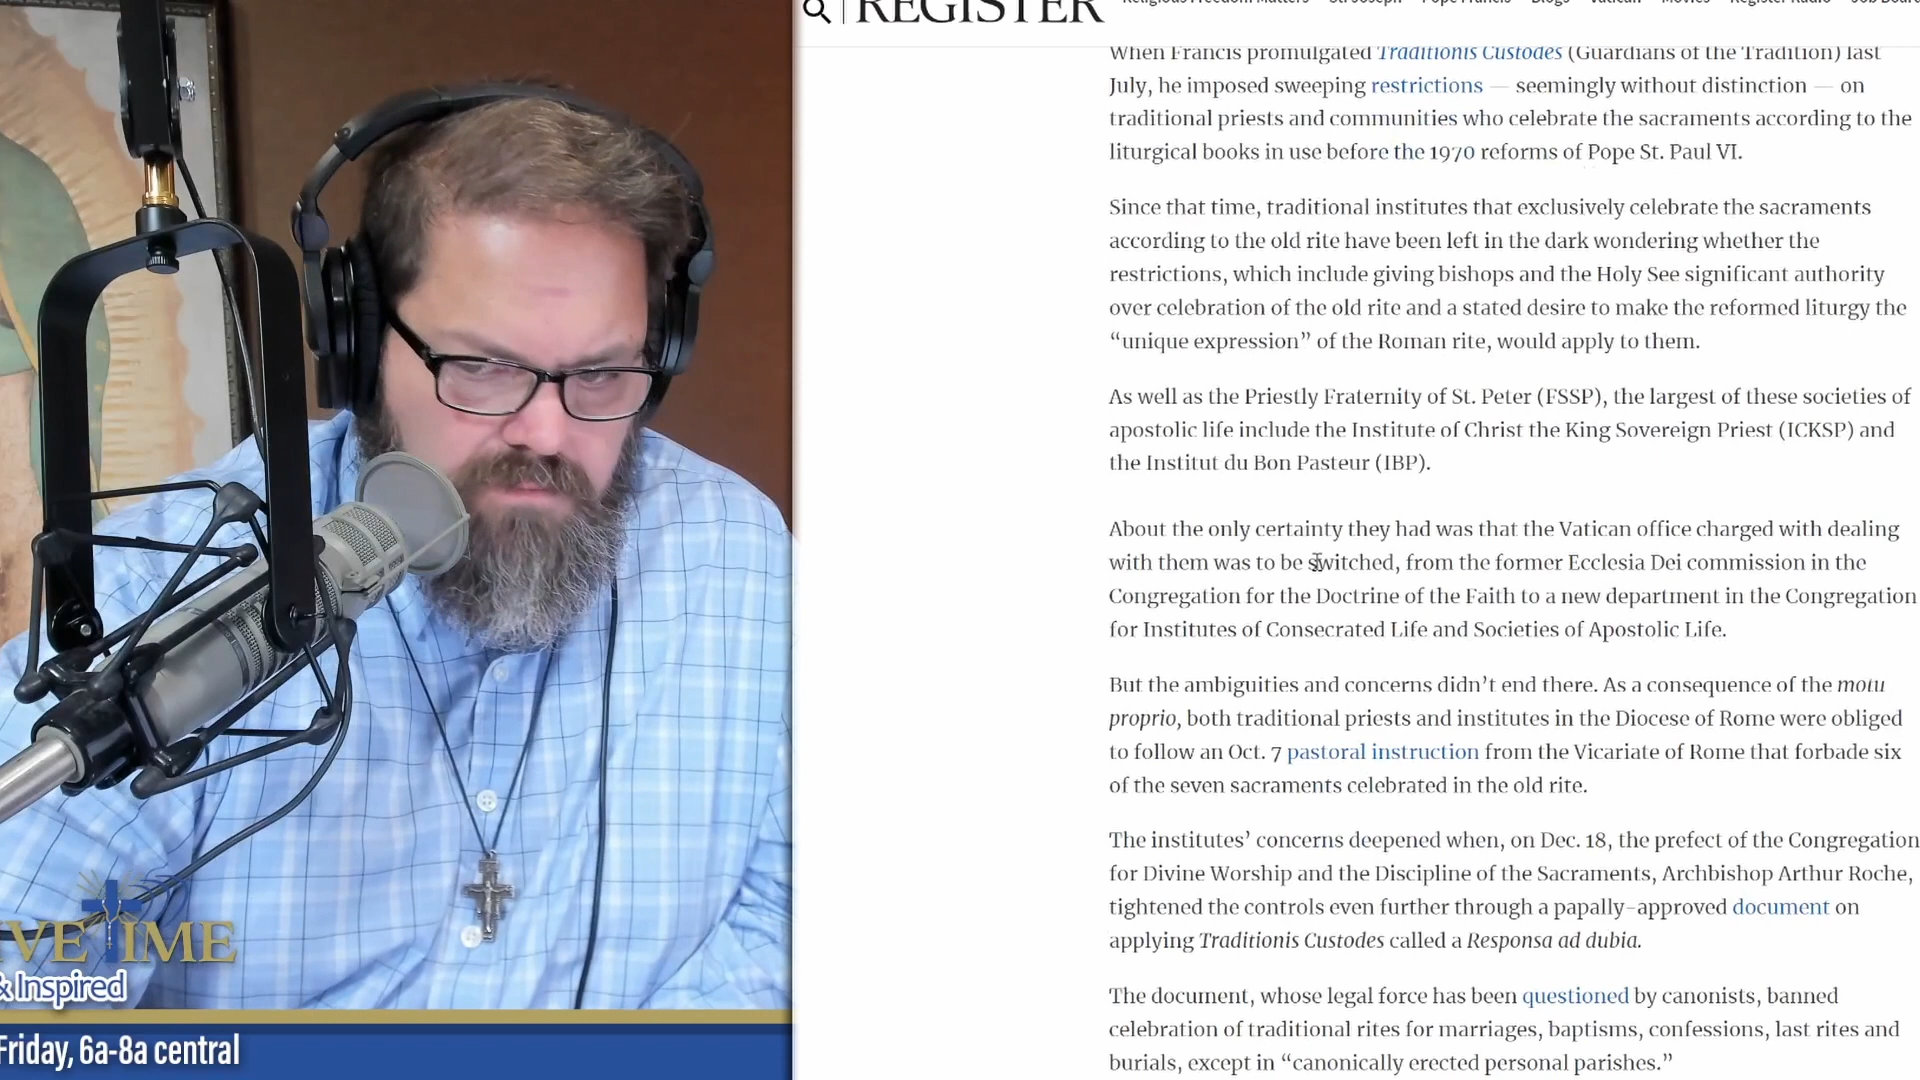 REGISTER
Religious Freedom Matters St. Joseph Pope Francis Blogs Vatican Movies Register Radio Job Board
When Francis promulgated Traditionis Custodes (Guardians of the Tradition) last
July, he imposed sweeping restrictions — seemingly without distinction — on
traditional priests and communities who celebrate the sacraments according to the
liturgical books in use before the 1970 reforms of Pope St. Paul VI.
Since that time, traditional institutes that exclusively celebrate the sacraments
according to the old rite have been left in the dark wondering whether the
restrictions, which include giving bishops and the Holy See significant authority
over celebration of the old rite and a stated desire to make the reformed liturgy the
“unique expression” of the Roman rite, would apply to them.
As well as the Priestly Fraternity of St. Peter (FSSP), the largest of these societies of
apostolic life include the Institute of Christ the King Sovereign Priest (ICKSP) and
the Institut du Bon Pasteur (IBP).
About the only certainty they had was that the Vatican office charged with dealing
with them was to be switched, from the former Ecclesia Dei commission in the
Congregation for the Doctrine of the Faith to a new department in the Congregation
for Institutes of Consecrated Life and Societies of Apostolic Life.
But the ambiguities and concerns didn’t end there. As a consequence of the motu
proprio, both traditional priests and institutes in the Diocese of Rome were obliged
to follow an Oct. 7 pastoral instruction from the Vicariate of Rome that forbade six
of the seven sacraments celebrated in the old rite.
The institutes’ concerns deepened when, on Dec. 18, the prefect of the Congregation
for Divine Worship and the Discipline of the Sacraments, Archbishop Arthur Roche,
tightened the controls even further through a papally-approved document on
applying Traditionis Custodes called a Responsa ad dubia.
The document, whose legal force has been questioned by canonists, banned
celebration of traditional rites for marriages, baptisms, confessions, last rites and
burials, except in “canonically erected personal parishes.”
IVE TIME
& Inspired
Friday, 6a-8a central